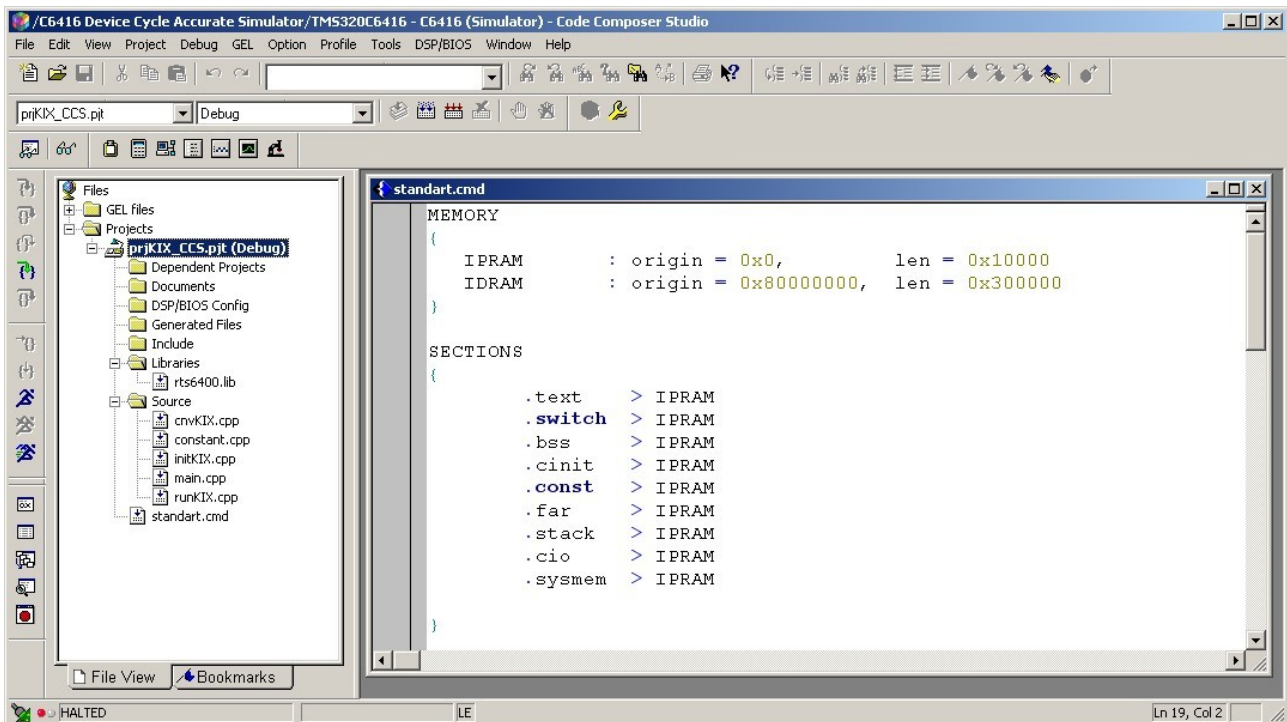 /C6416 Device Cycle Accurate Simulator/TMS320C6416 - C6416 (Simulator) - Code Composer Studio
File Edit View Project Debug GEL Option Profile Tools DSP/BIOS Window Help
prjKIX_CCS.pjt Debug
Files
GEL files
Projects
prjKIX_CCS.pjt (Debug)
Dependent Projects
Documents
DSP/BIOS Config
Generated Files
Include
Libraries
rts6400.lib
Source
cnvKIX.cpp
constant.cpp
initKIX.cpp
main.cpp
runKIX.cpp
standart.cmd
File View Bookmarks
standart.cmd
MEMORY
{
IPRAM : origin = 0x0, len = 0x10000
IDRAM : origin = 0x80000000, len = 0x300000
}
SECTIONS
{
.text > IPRAM
.switch > IPRAM
.bss > IPRAM
.cinit > IPRAM
.const > IPRAM
.far > IPRAM
.stack > IPRAM
.cio > IPRAM
.sysmem > IPRAM
}
HALTED LE Ln 19, Col 2